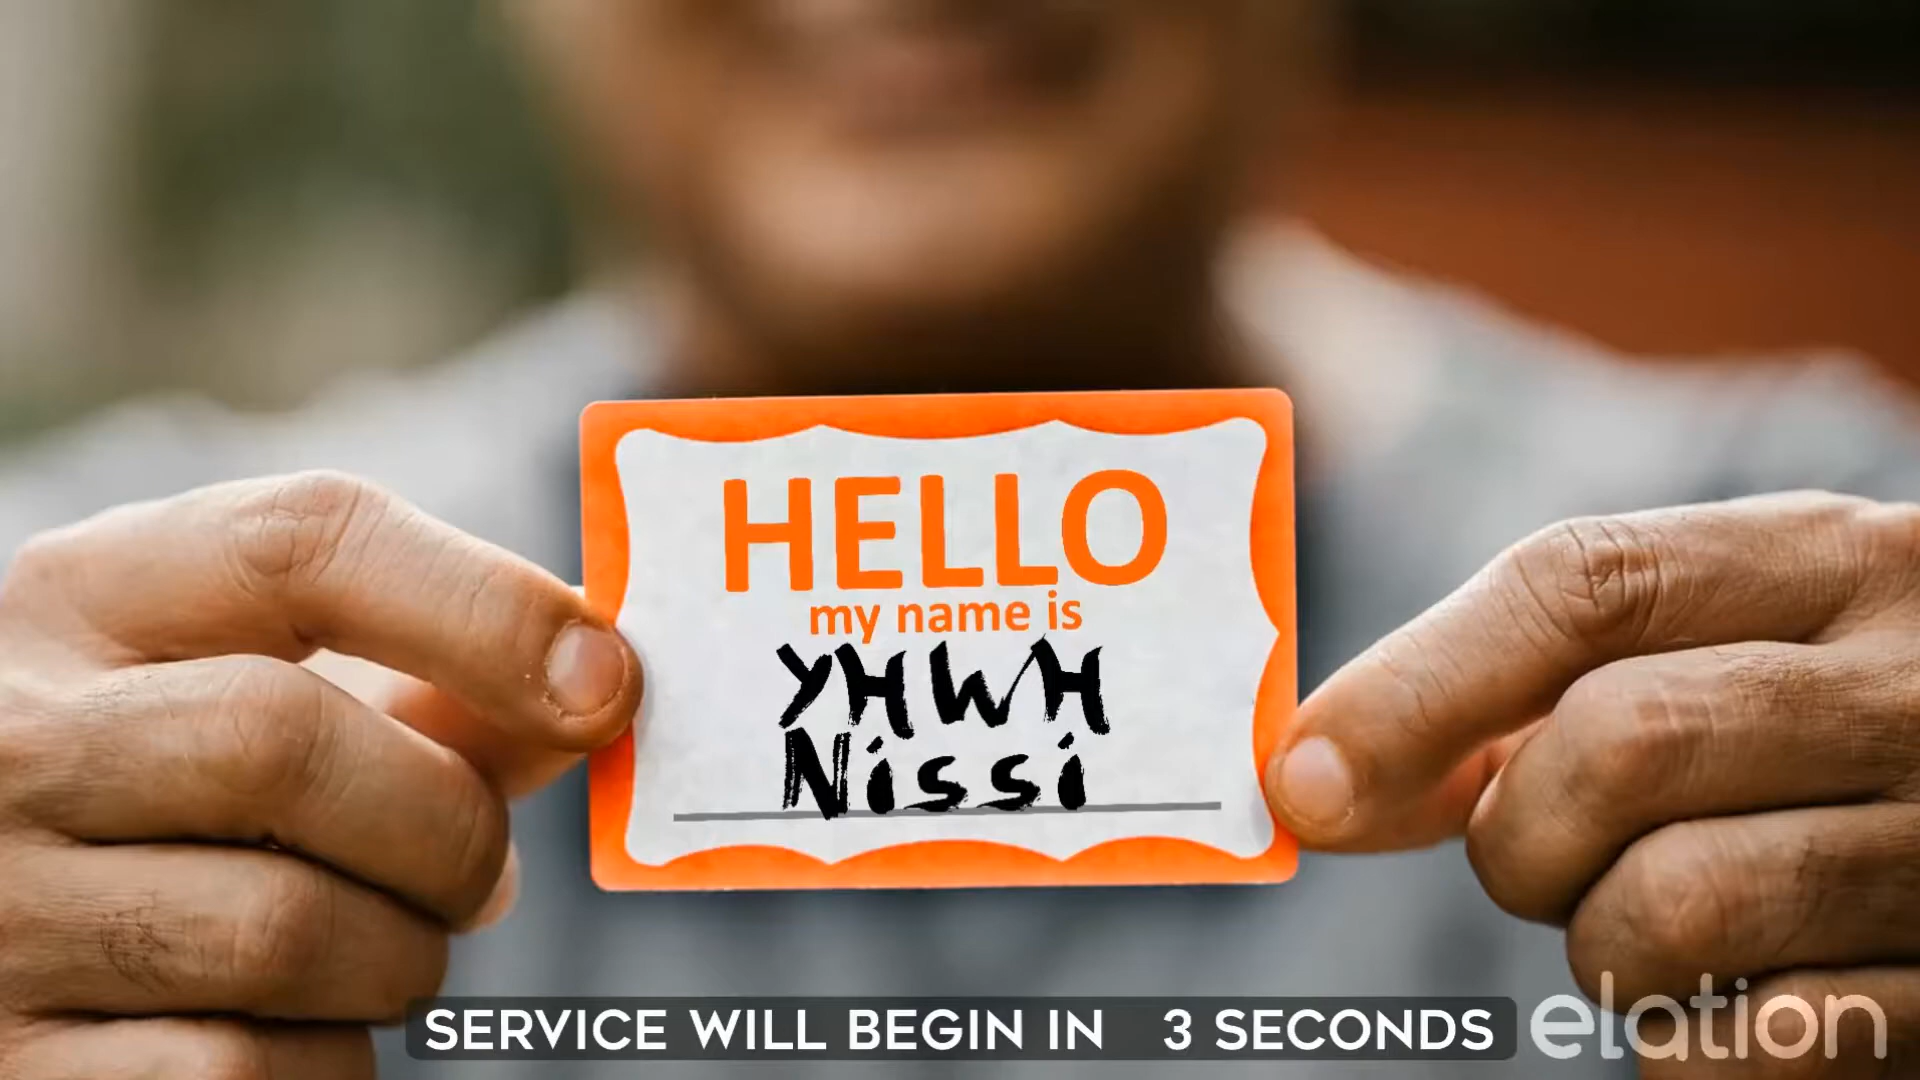 HELLO
my name is
YHWH
Nissi
SERVICE WILL BEGIN IN 3 SECONDS
elation